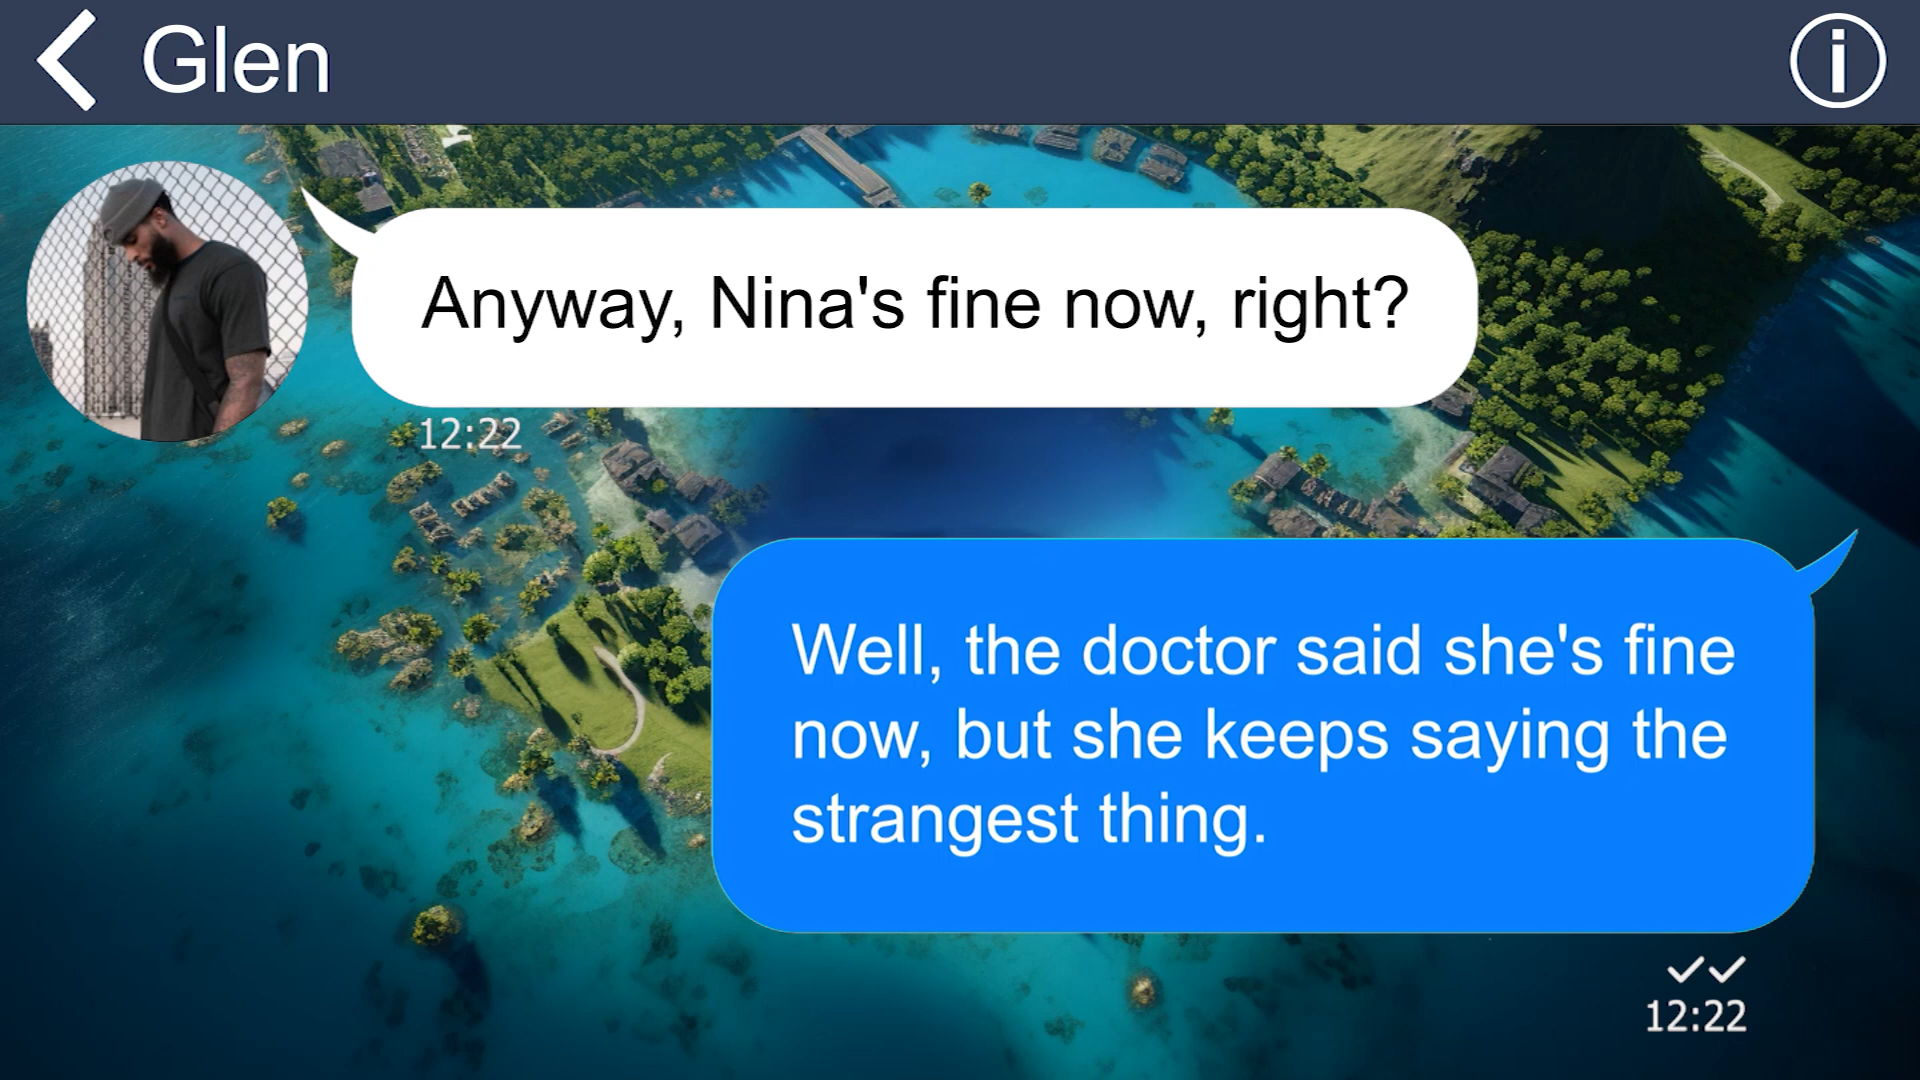 Glen
Anyway, Nina's fine now, right?
12:22
Well, the doctor said she's fine
now, but she keeps saying the
strangest thing.
12:22